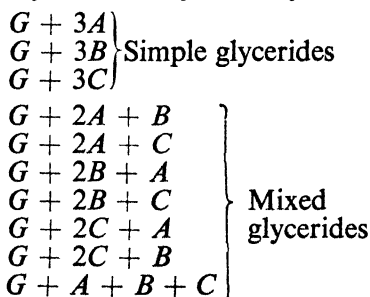 G + 3A
G + 3B
G + 3C
Simple glycerides
G + 2A + B
G + 2A + C
G + 2B + A
G + 2B + C
G + 2C + A
G + 2C + B
G + A + B + C
Mixed
glycerides